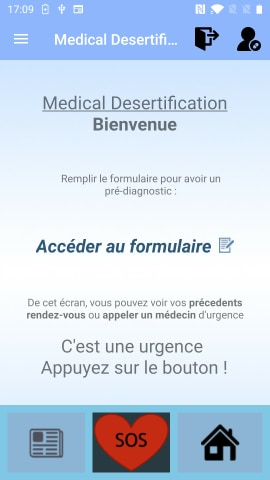 17:09
Medical Desertifi...
Medical Desertification
Bienvenue
Remplir le formulaire pour avoir un
pré-diagnostic :
Accéder au formulaire
De cet écran, vous pouvez voir vos précedents
rendez-vous ou appeler un médecin d'urgence
C'est une urgence
Appuyez sur le bouton !
SOS